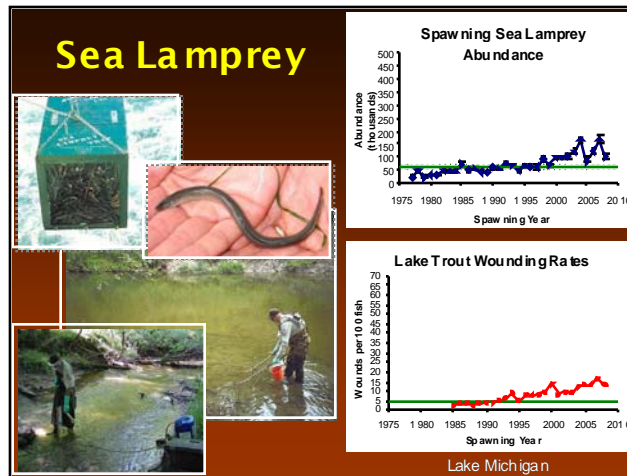 Sea Lamprey
Spawning Sea Lamprey
Abundance
Abundance
(thousands)
500
450
400
350
300
250
200
150
100
50
0
1975 1980 1985 1990 1995 2000 2005 2010
Spawning Year
Lake Trout Wounding Rates
Wounds per 100 fish
70
65
60
55
50
45
40
35
30
25
20
15
10
5
0
1975 1980 1985 1990 1995 2000 2005 2010
Spawning Year
Lake Michigan